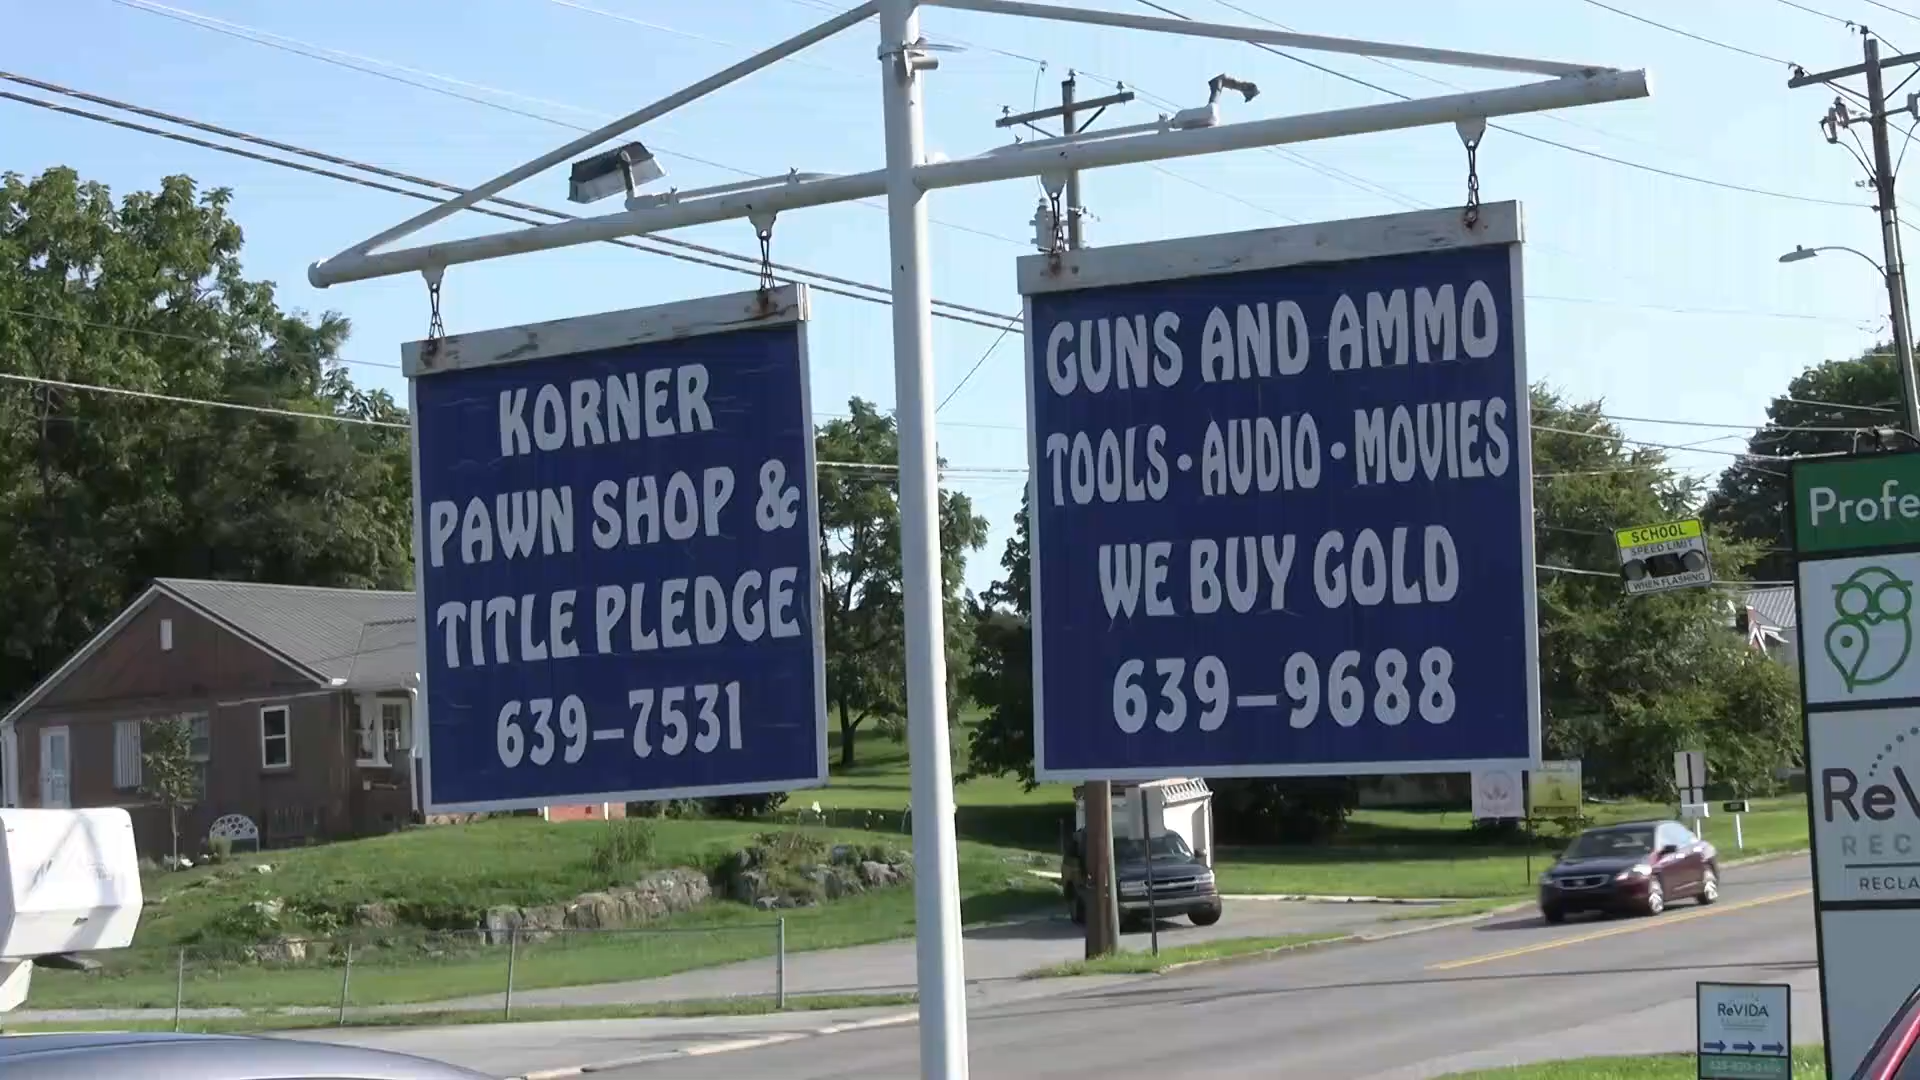 KORNER
PAWN SHOP &
TITLE PLEDGE
639-7531
GUNS AND AMMO
TOOLS • AUDIO • MOVIES
WE BUY GOLD
639-9688
SCHOOL
SPEED LIMIT
WHEN FLASHING
Profe
ReV
REC
RECLA
ReVIDA